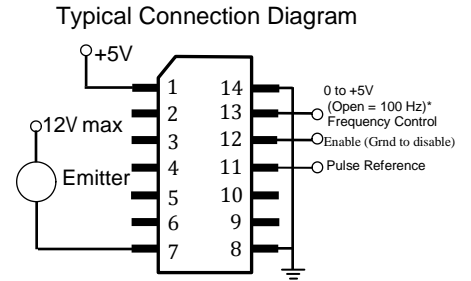 Typical Connection Diagram
+5V
12V max
Emitter
1
2
3
4
5
6
7
14
13
12
11
10
9
8
0 to +5V
(Open = 100 Hz)*
Frequency Control
Enable (Grnd to disable)
Pulse Reference